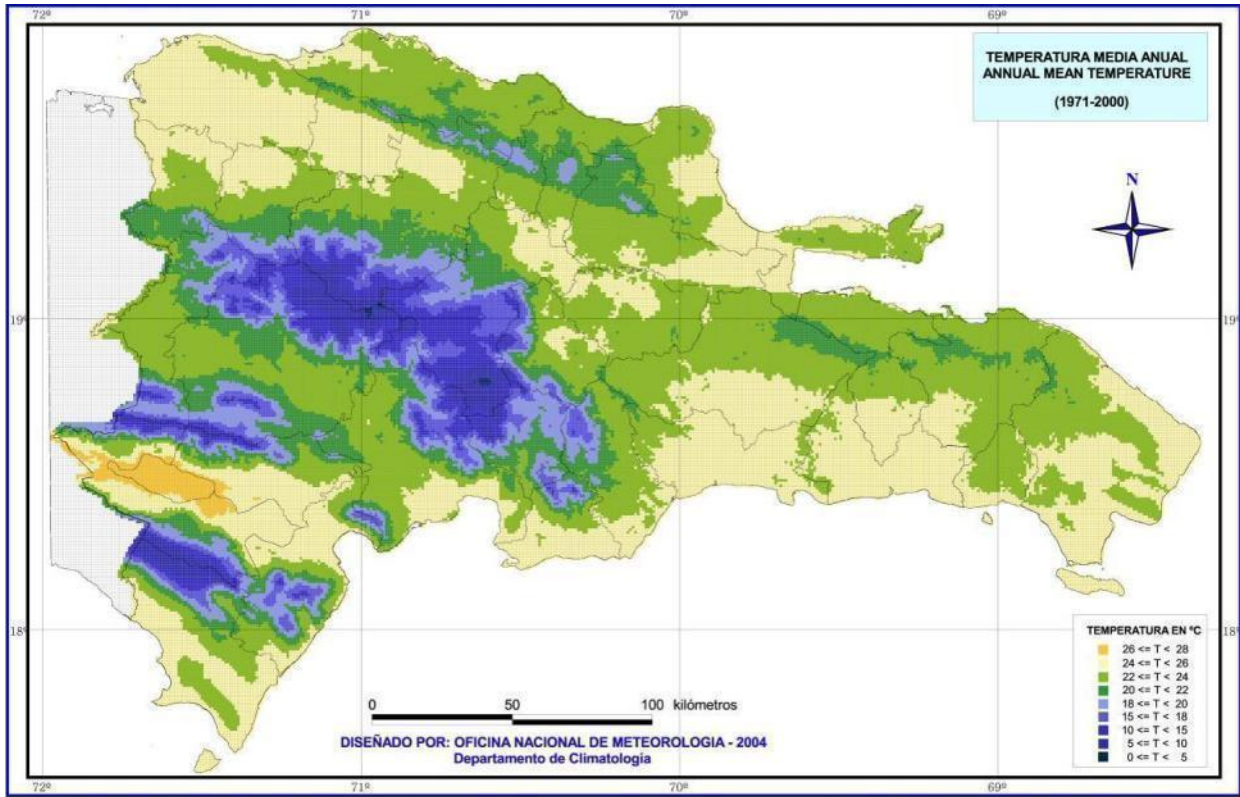 72º 71º 70º 69º
TEMPERATURA MEDIA ANUAL
ANNUAL MEAN TEMPERATURE
(1971-2000)
N
19º 19º
18º 18º
TEMPERATURA EN ºC
26 <= T < 28
24 <= T < 26
22 <= T < 24
20 <= T < 22
18 <= T < 20
15 <= T < 18
10 <= T < 15
5 <= T < 10
0 <= T < 5
0 50 100 kilómetros
DISEÑADO POR: OFICINA NACIONAL DE METEOROLOGIA - 2004
Departamento de Climatología
72º 71º 70º 69º